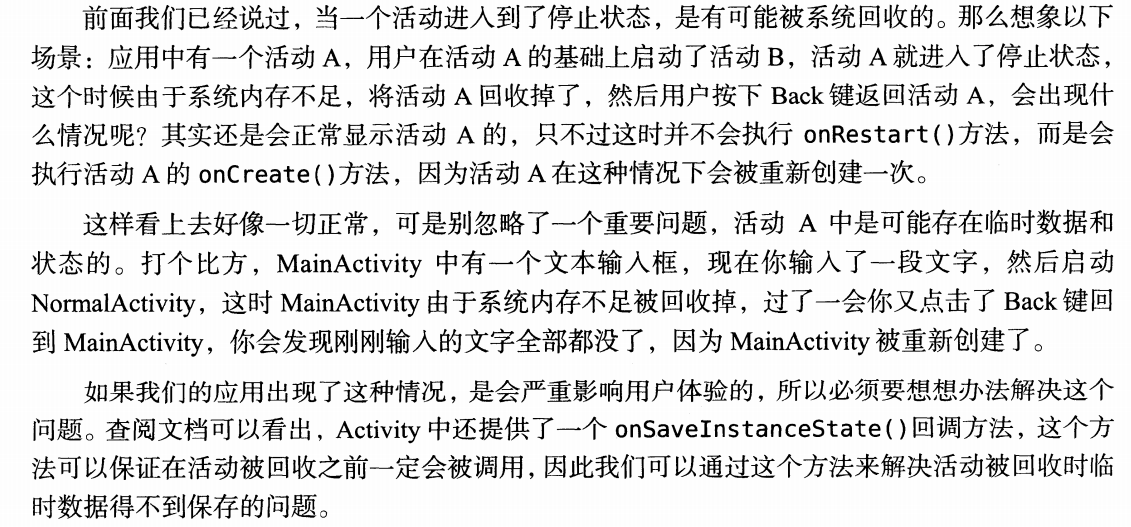 前面我们已经说过，当一个活动进入到了停止状态，是有可能被系统回收的。那么想象以下
场景：应用中有一个活动 A，用户在活动 A 的基础上启动了活动 B，活动 A 就进入了停止状态，
这个时候由于系统内存不足，将活动 A 回收掉了，然后用户按下 Back 键返回活动 A，会出现什
么情况呢？其实还是会正常显示活动 A 的，只不过这时并不会执行 onRestart()方法，而是会
执行活动 A 的 onCreate()方法，因为活动 A 在这种情况下会被重新创建一次。
这样看上去好像一切正常，可是别忽略了一个重要问题，活动 A 中是可能存在临时数据和
状态的。打个比方，MainActivity 中有一个文本输入框，现在你输入了一段文字，然后启动
NormalActivity，这时 MainActivity 由于系统内存不足被回收掉，过了一会你又点击了 Back 键回
到 MainActivity，你会发现刚刚输入的文字全部都没了，因为 MainActivity 被重新创建了。
如果我们的应用出现了这种情况，是会严重影响用户体验的，所以必须要想想办法解决这个
问题。查阅文档可以看出，Activity 中还提供了一个 onSaveInstanceState()回调方法，这个方
法可以保证在活动被回收之前一定会被调用，因此我们可以通过这个方法来解决活动被回收时临
时数据得不到保存的问题。